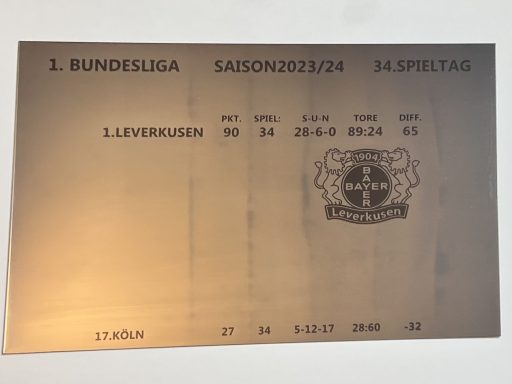 1. BUNDESLIGA SAISON2023/24 34.SPIELTAG
PKT. SPIEL: S-U-N TORE DIFF.
1.LEVERKUSEN 90 34 28-6-0 89:24 65
1904
BAYER
BAYER
Leverkusen
17.KÖLN 27 34 5-12-17 28:60 -32